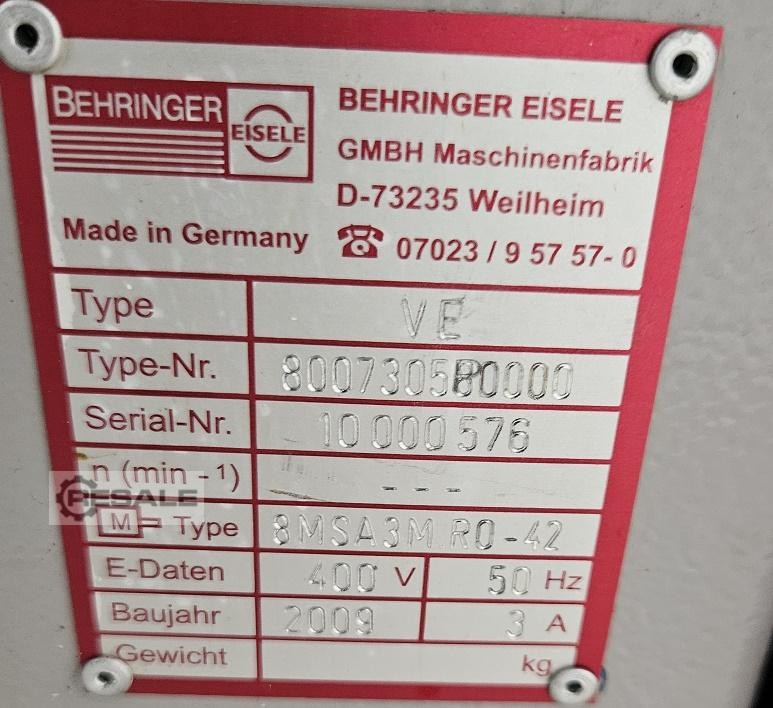 BEHRINGER EISELE
BEHRINGER EISELE
GMBH Maschinenfabrik
D-73235 Weilheim
Made in Germany ☎ 07023 / 9 57 57- 0
Type VE
Type-Nr.
Serial-Nr. 10 000 576
n (min - 1) - - -
RESALE
M Type 8MSA3M R0-42
E-Daten 400 V 50 Hz
Baujahr 2009 3 A
Gewicht kg